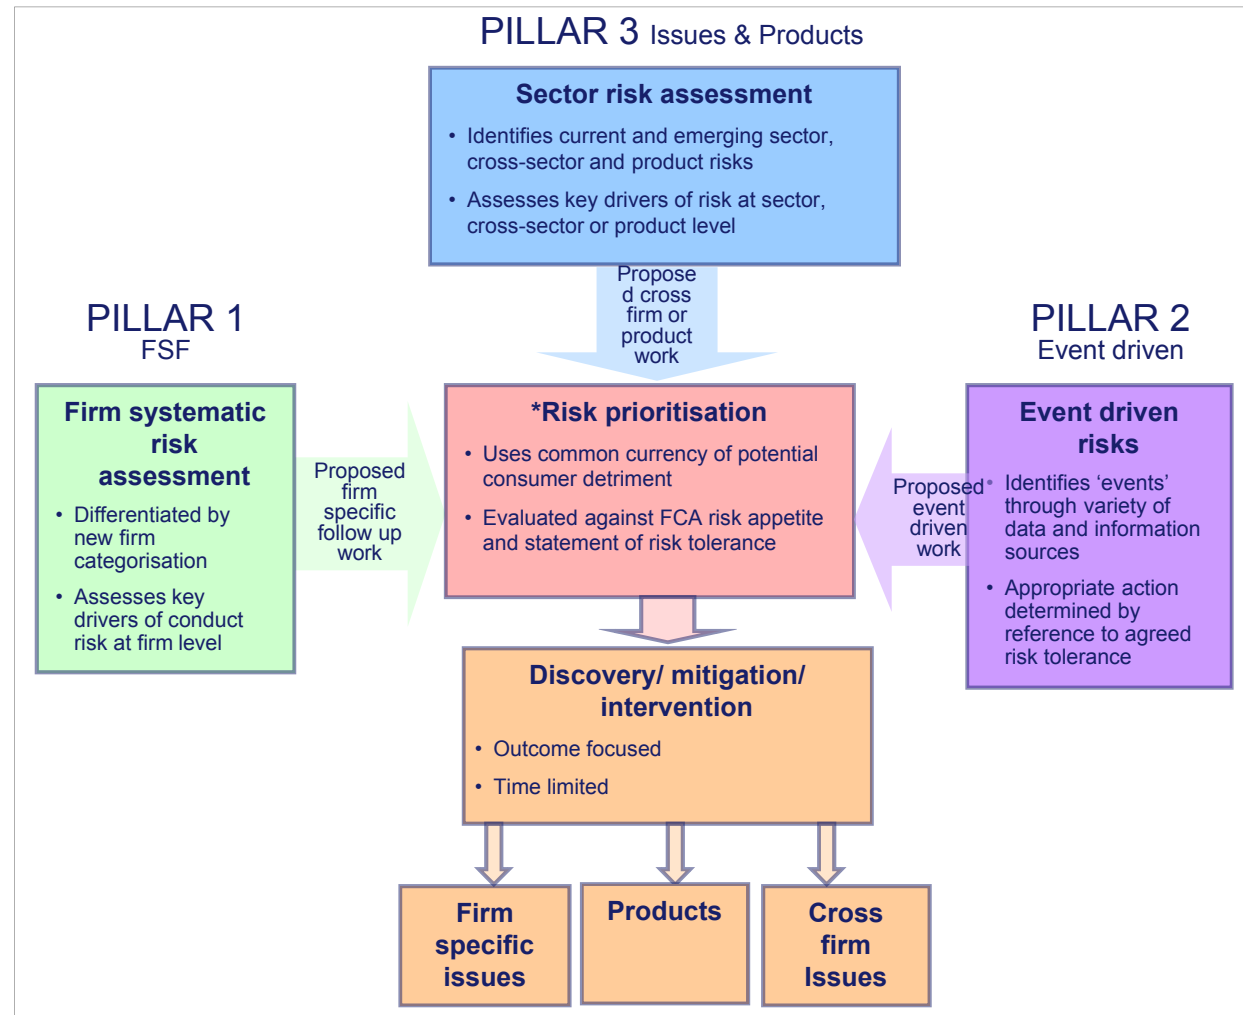 PILLAR 3 Issues & Products
Sector risk assessment
• Identifies current and emerging sector,
cross-sector and product risks
• Assesses key drivers of risk at sector,
cross-sector or product level
Propose
d cross
firm or
product
work
PILLAR 1
FSF
Firm systematic
risk
assessment
• Differentiated by
new firm
categorisation
• Assesses key
drivers of conduct
risk at firm level
Proposed
firm
specific
follow up
work
*Risk prioritisation
• Uses common currency of potential
consumer detriment
• Evaluated against FCA risk appetite
and statement of risk tolerance
PILLAR 2
Event driven
Proposed
event
driven
work
Event driven
risks
• Identifies ‘events’
through variety of
data and information
sources
• Appropriate action
determined by
reference to agreed
risk tolerance
Discovery/ mitigation/
intervention
• Outcome focused
• Time limited
Firm
specific
issues
Products
Cross
firm
Issues